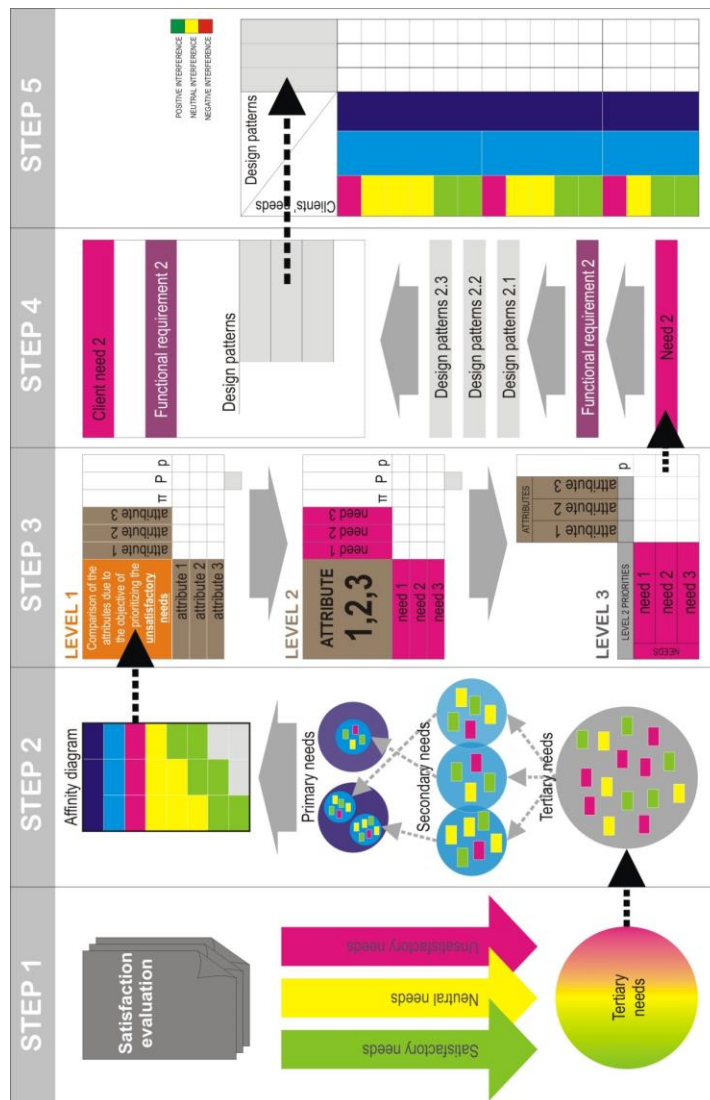 STEP 1
Satisfaction
evaluation
Satisfactory needs
Neutral needs
Unsatisfactory needs
Tertiary
needs
STEP 2
Affinity diagram
Primary needs
Secondary needs
Tertiary needs
STEP 3
LEVEL 1
Comparison of the
attributes due to
the objective of
prioritizing the
unsatisfactory
needs
attribute 1
attribute 2
attribute 3
π
P
p
attribute 1
attribute 2
attribute 3
LEVEL 2
ATTRIBUTE
1,2,3
need 1
need 2
need 3
π
P
p
need 1
need 2
need 3
LEVEL 3
ATTRIBUTES
attribute 1
attribute 2
attribute 3
p
LEVEL 2 PRIORITIES
NEEDS
need 1
need 2
need 3
STEP 4
Client need 2
Functional requirement 2
Design patterns
Design patterns 2.3
Design patterns 2.2
Design patterns 2.1
Functional requirement 2
Need 2
STEP 5
POSITIVE INTERFERENCE
NEUTRAL INTERFERENCE
NEGATIVE INTERFERENCE
Design patterns
Clients' needs